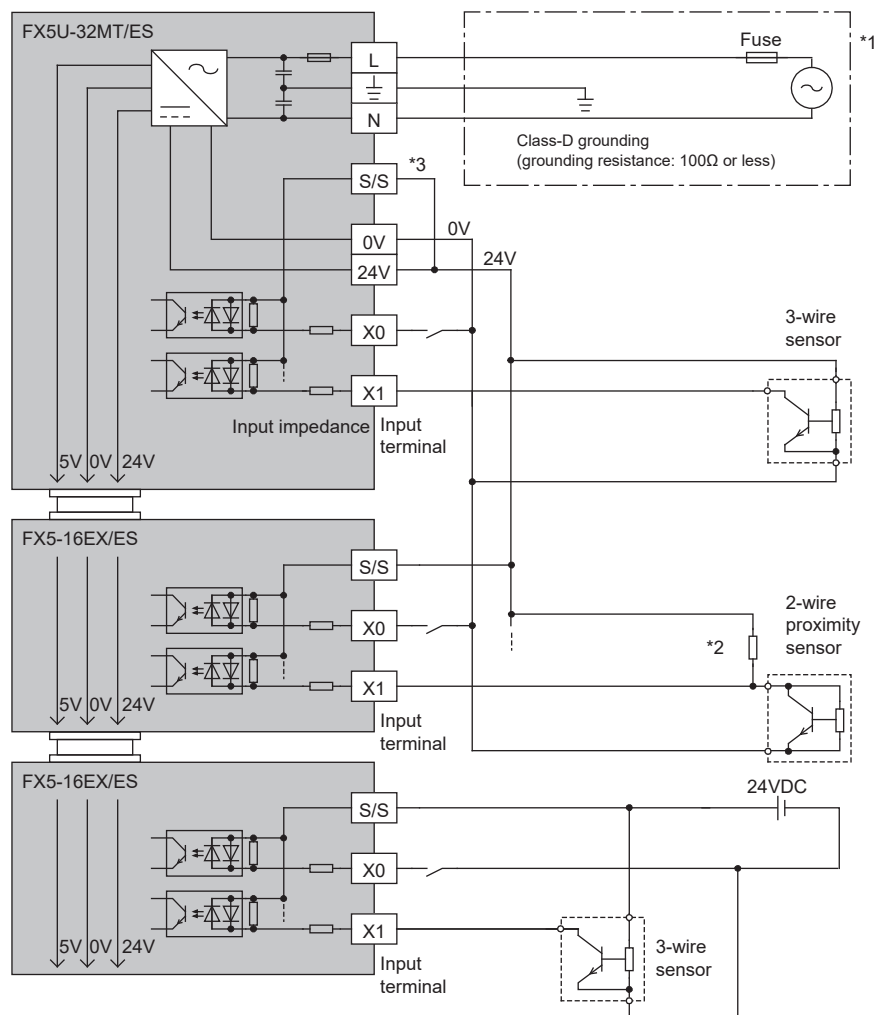 FX5U-32MT/ES
L
N
Fuse
*1
Class-D grounding
(grounding resistance: 100Ω or less)
S/S
*3
0V
0V
24V
24V
X0
X1
Input impedance
Input
terminal
3-wire
sensor
5V 0V 24V
FX5-16EX/ES
S/S
X0
X1
Input
terminal
*2
2-wire
proximity
sensor
5V 0V 24V
FX5-16EX/ES
S/S
24VDC
X0
X1
Input
terminal
3-wire
sensor
5V 0V 24V